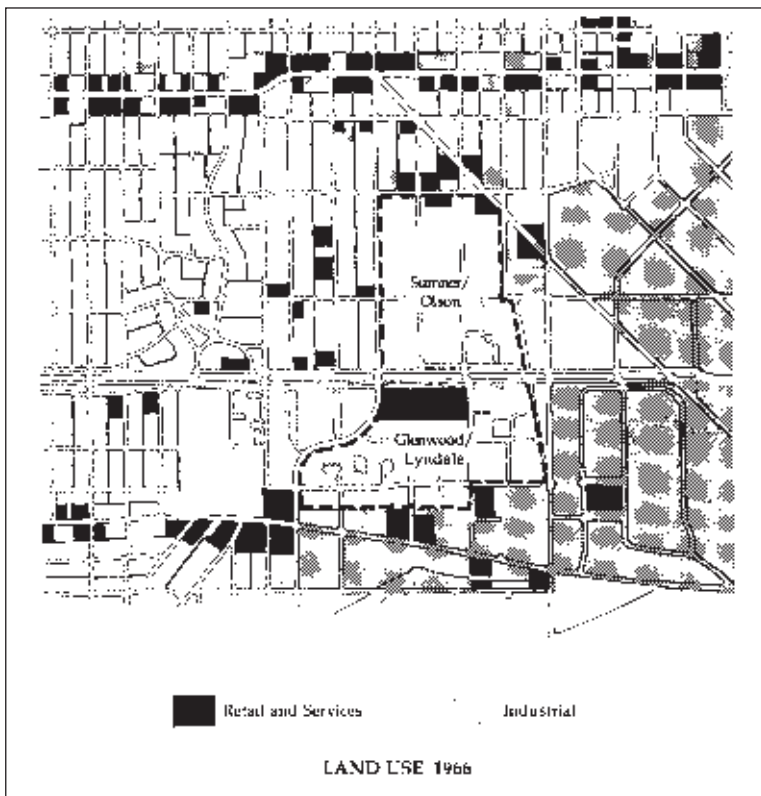 Sumner/
Olson
Glenwood/
Lyndale
Retail and Services
Industrial
LAND USE 1966